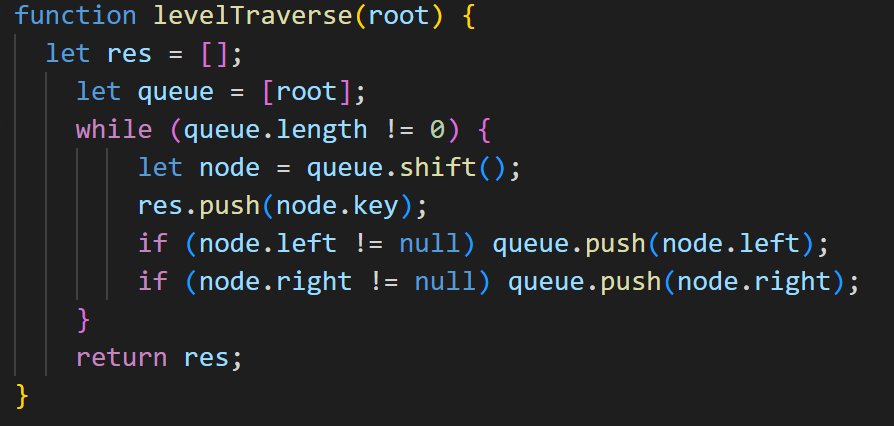 function levelTraverse(root) {
  let res = [];
    let queue = [root];
    while (queue.length != 0) {
        let node = queue.shift();
        res.push(node.key);
        if (node.left != null) queue.push(node.left);
        if (node.right != null) queue.push(node.right);
    }
    return res;
}